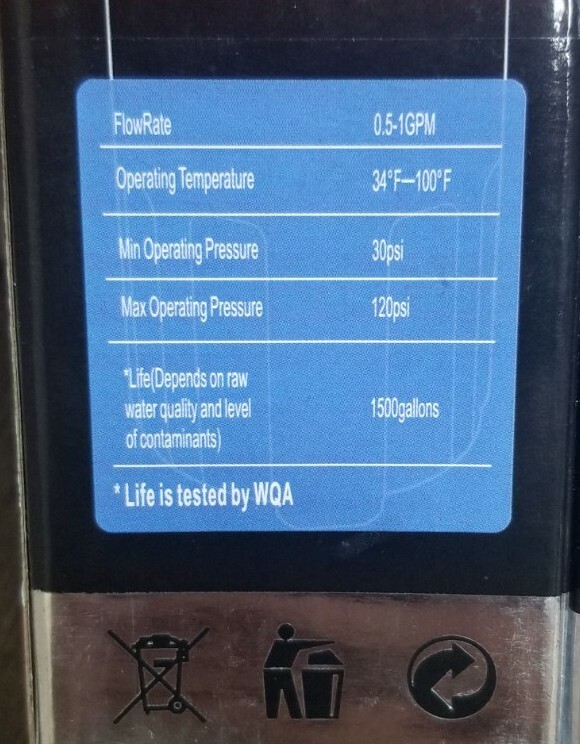 FlowRate 0.5-1GPM
Operating Temperature 34°F—100°F
Min Operating Pressure 30psi
Max Operating Pressure 120psi
*Life(Depends on raw
water quality and level 1500gallons
of contaminants)
* Life is tested by WQA